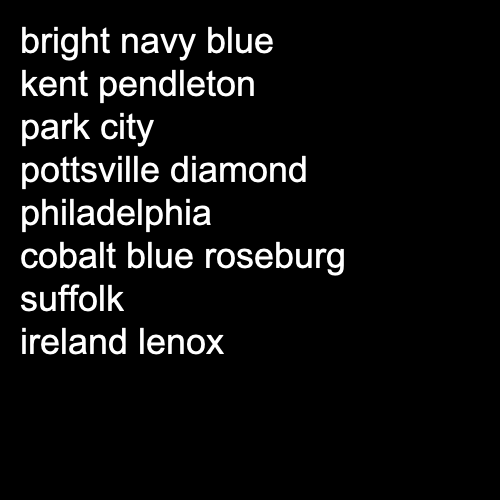 bright navy blue
kent pendleton
park city
pottsville diamond
philadelphia
cobalt blue roseburg
suffolk
ireland lenox